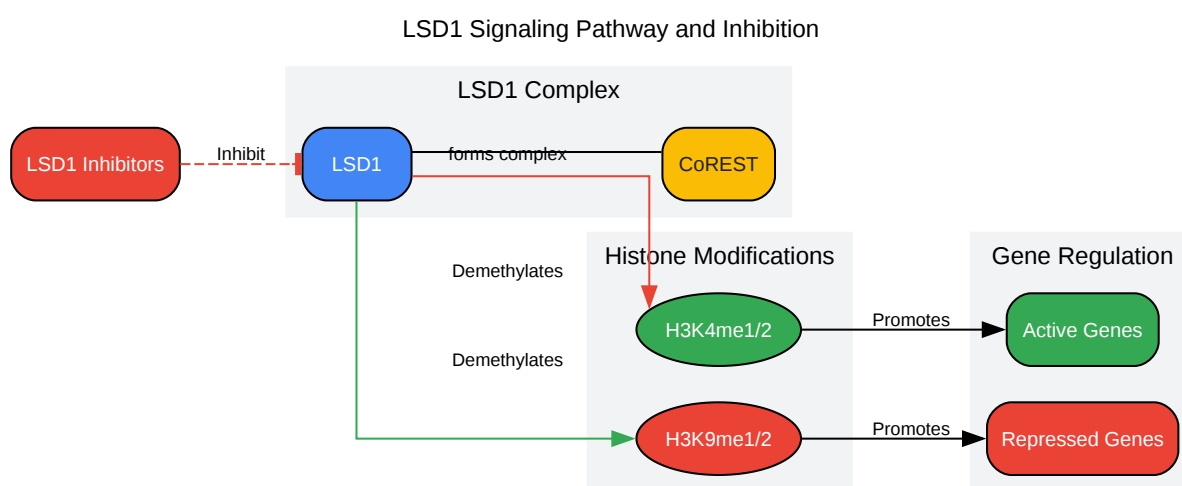 LSD1 Signaling Pathway and Inhibition
LSD1 Complex
LSD1 Inhibitors
Inhibit
LSD1
forms complex
CoREST
Histone Modifications
Gene Regulation
Demethylates
H3K4me1/2
Promotes
Active Genes
Demethylates
H3K9me1/2
Promotes
Repressed Genes